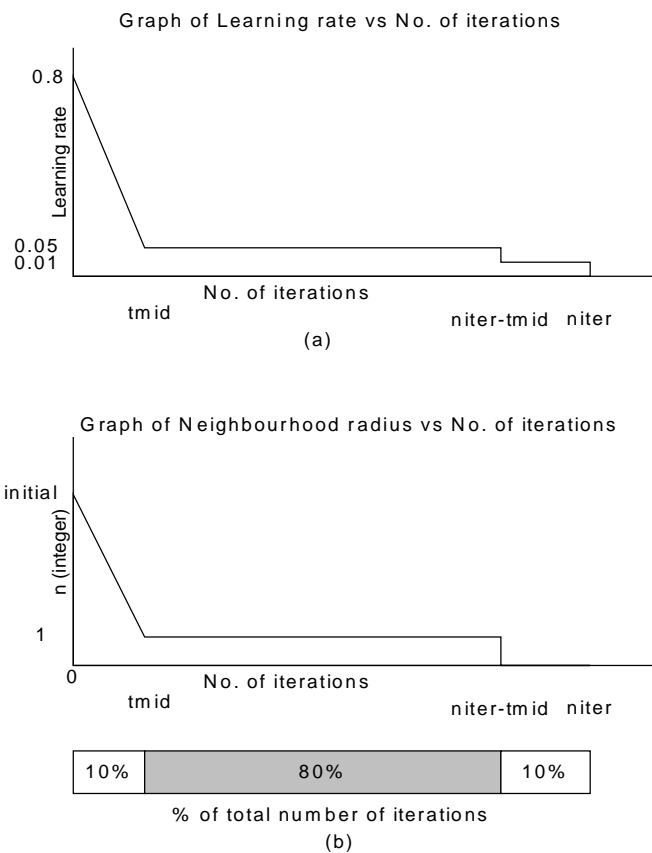 Graph of Learning rate vs No. of iterations
0.8
Learning rate
0.05
0.01
No. of iterations
tmid
niter-tmid
niter
(a)
Graph of Neighbourhood radius vs No. of iterations
initial
n (integer)
1
0
No. of iterations
tmid
niter-tmid
niter
10%
80%
10%
% of total number of iterations
(b)